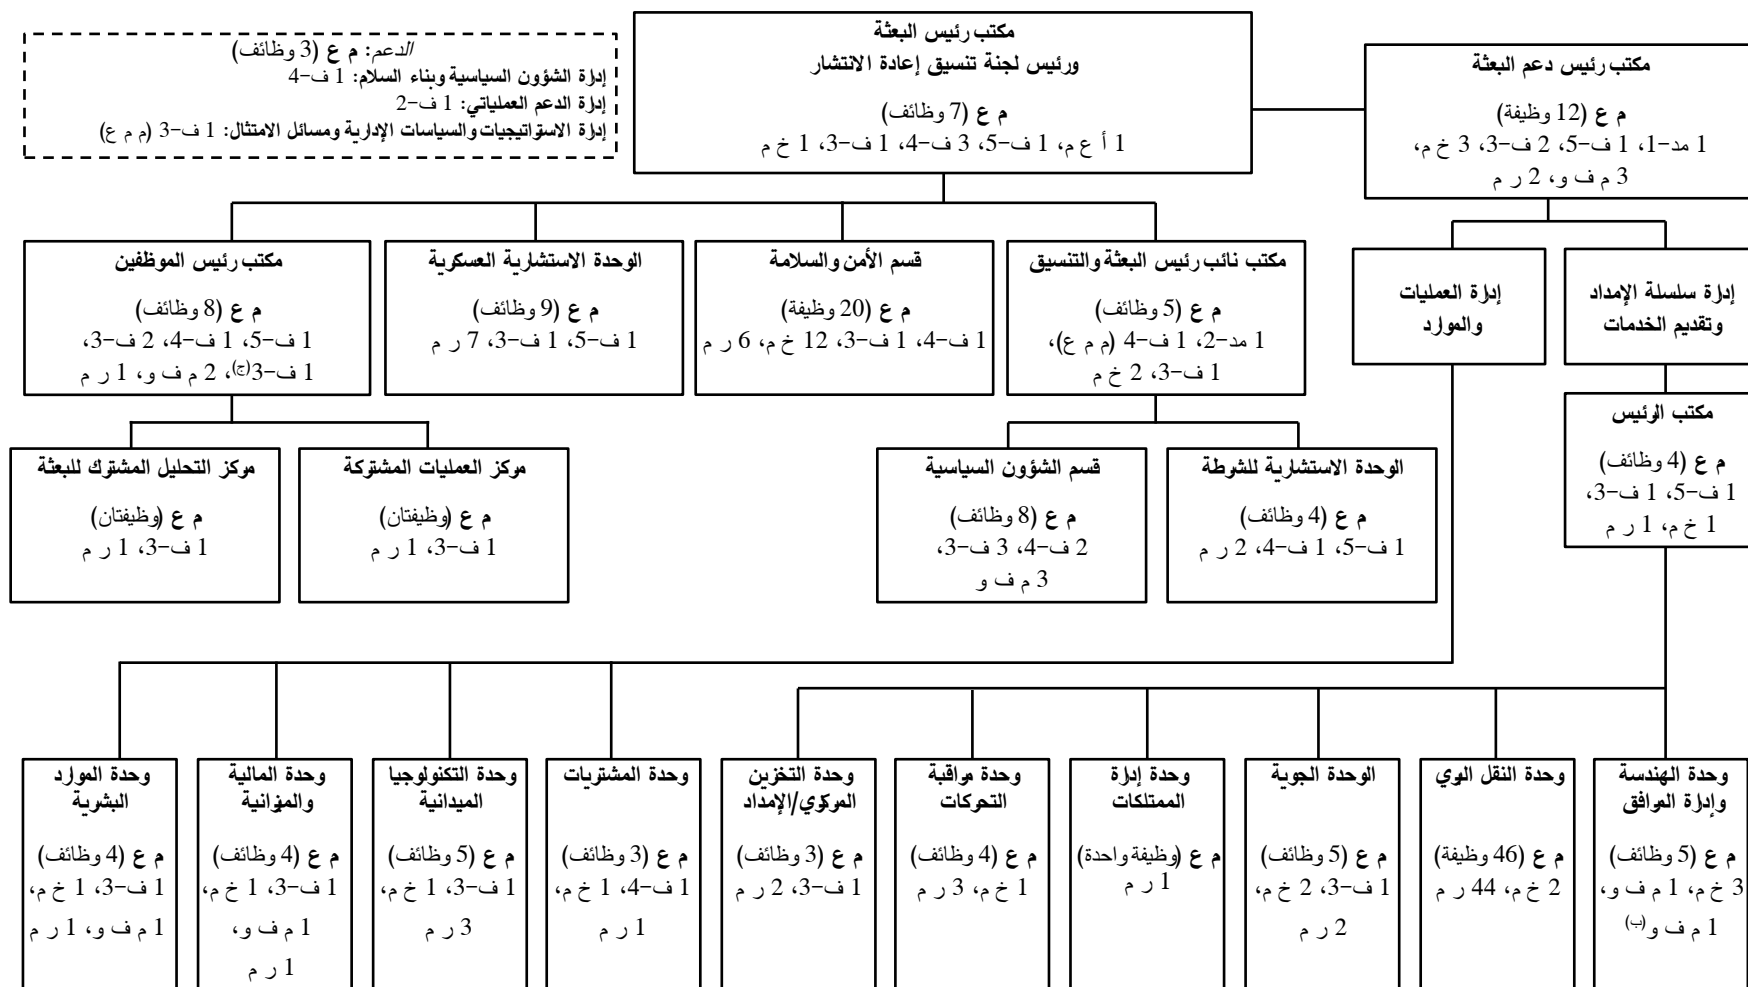 مكتب رئيس البعثة
ورئيس لجنة تنسيق إعادة الانتشار
م ع (7 وظائف)
1 أ ع م، 1 ف-5، 3 ف-4، 1 ف-3، 1 خ م
مكتب رئيس دعم البعثة
م ع (12 وظيفة)
1 مد-1، 1 ف-5، 2 ف-3، 3 خ م،
3 م ف و، 2 ر م
الدعم: م ع (3 وظائف)
إدارة الشؤون السياسية وبناء السلام: 1 ف-4
إدارة الدعم العملياتي: 1 ف-2
إدارة الاستراتيجيات والسياسات الإدارية ومسائل الامتثال: 1 ف-3 (م م ع)
إدارة سلسلة الإمداد
وتقديم الخدمات
إدارة العمليات
والموارد
مكتب نائب رئيس البعثة والتنسيق
م ع (5 وظائف)
1 مد-2، 1 ف-4 (م م ع)،
1 ف-3، 2 خ م
قسم الأمن والسلامة
م ع (20 وظيفة)
1 ف-4، 1 ف-3، 12 خ م، 6 ر م
الوحدة الاستشارية العسكرية
م ع (9 وظائف)
1 ف-5، 1 ف-3، 7 ر م
مكتب رئيس الموظفين
م ع (8 وظائف)
1 ف-5، 1 ف-4، 2 ف-3،
1 ف-3(ج)، 2 م ف و، 1 ر م
مكتب الرئيس
م ع (4 وظائف)
1 ف-5، 1 ف-3،
1 خ م، 1 ر م
الوحدة الاستشارية للشرطة
م ع (4 وظائف)
1 ف-5، 1 ف-4، 2 ر م
قسم الشؤون السياسية
م ع (8 وظائف)
2 ف-4، 3 ف-3،
3 م ف و
مركز العمليات المشتركة
م ع (وظيفتان)
1 ف-3، 1 ر م
مركز التحليل المشترك للبعثة
م ع (وظيفتان)
1 ف-3، 1 ر م
وحدة الهندسة
وإدارة المرافق
م ع (5 وظائف)
3 خ م، 1 م ف و،
1 م ف و(ب)
وحدة النقل البري
م ع (46 وظيفة)
2 خ م، 44 ر م
الوحدة الجوية
م ع (5 وظائف)
1 ف-3، 2 خ م،
2 ر م
وحدة إدارة
الممتلكات
م ع (وظيفة واحدة)
1 ر م
وحدة مراقبة
التحركات
م ع (4 وظائف)
1 خ م، 3 ر م
وحدة التخزين
المركزي/الإمداد
م ع (3 وظائف)
1 ف-3، 2 ر م
وحدة المشتريات
م ع (3 وظائف)
1 ف-4، 1 خ م،
1 ر م
وحدة التكنولوجيا
الميدانية
م ع (5 وظائف)
1 ف-3، 1 خ م،
3 ر م
وحدة المالية
والميزانية
م ع (4 وظائف)
1 ف-3، 1 خ م،
1 م ف و،
1 ر م
وحدة الموارد
البشرية
م ع (4 وظائف)
1 ف-3، 1 خ م،
1 م ف و، 1 ر م